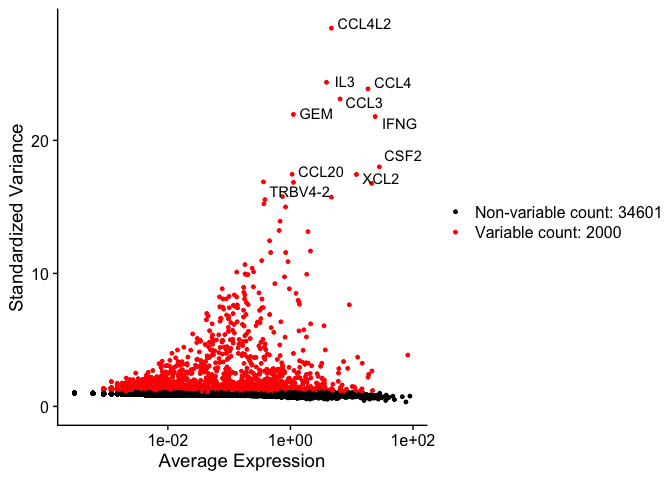 CCL4L2
IL3
CCL4
CCL3
GEM
IFNG
CSF2
CCL20
XCL2
TRBV4-2
20
10
0
Standardized Variance
1e-02
1e+00
1e+02
Average Expression
Non-variable count: 34601
Variable count: 2000